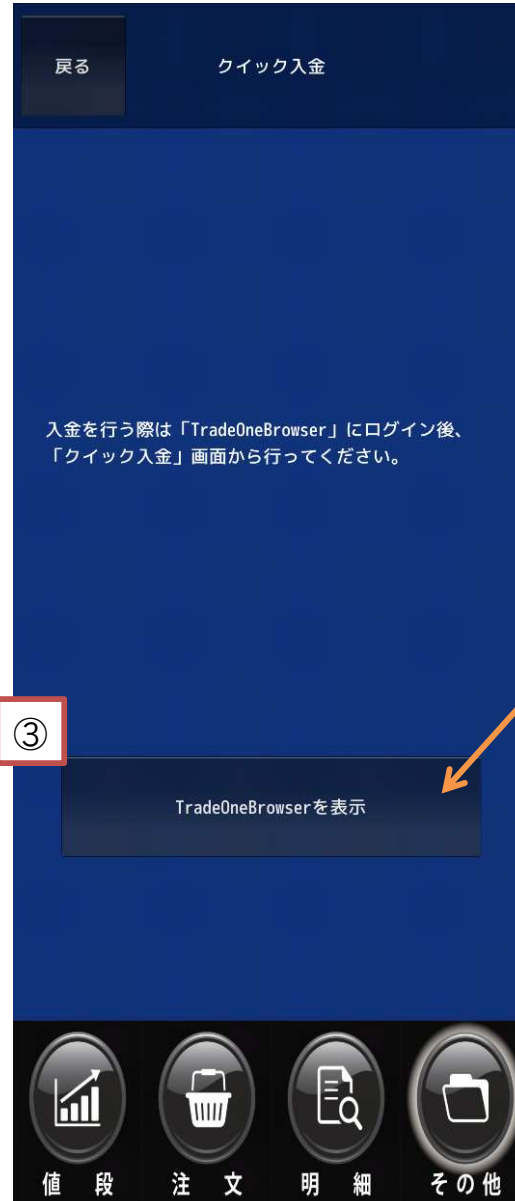 戻る
クイック入金
入金を行う際は「TradeOneBrowser」にログイン後、
「クイック入金」画面から行ってください。
③
TradeOneBrowserを表示
値　段
注　文
明　細
その他